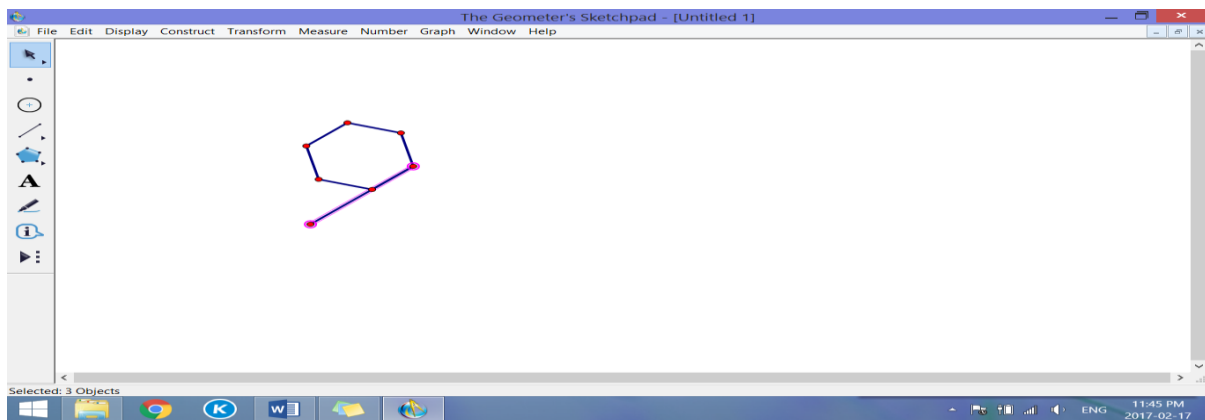 The Geometer's Sketchpad - [Untitled 1]
File Edit Display Construct Transform Measure Number Graph Window Help
A
i
Selected: 3 Objects
K
W
ENG
11:45 PM
2017-02-17